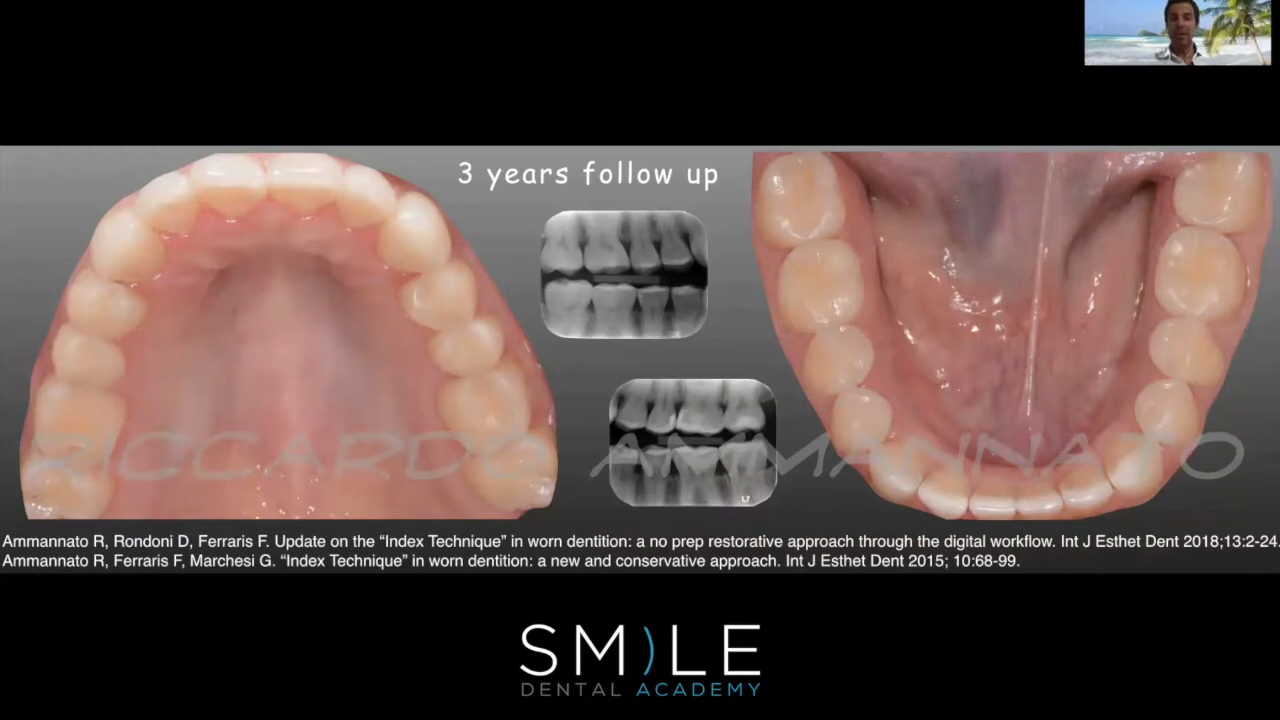 3 years follow up
RICCARDO AMMANNATO
L7
Ammannato R, Rondoni D, Ferraris F. Update on the “Index Technique” in worn dentition: a no prep restorative approach through the digital workflow. Int J Esthet Dent 2018;13:2-24.
Ammannato R, Ferraris F, Marchesi G. “Index Technique” in worn dentition: a new and conservative approach. Int J Esthet Dent 2015; 10:68-99.
SMILE
DENTAL ACADEMY